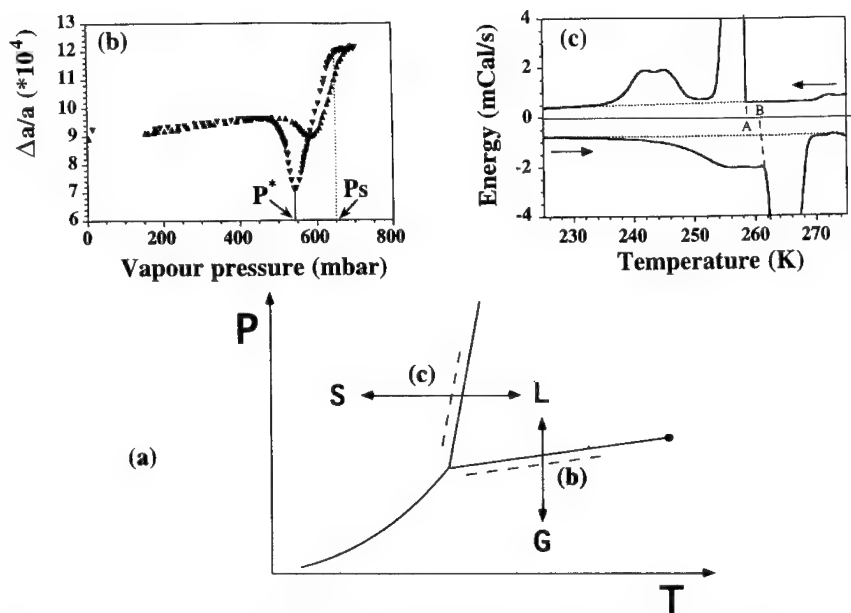 (b)
Δa/a (*10⁴)
13
12
11
10
9
8
7
6
P*
Ps
0
200
400
600
800
Vapour pressure (mbar)
(c)
Energy (mCal/s)
4
2
0
-2
-4
B
A
230
240
250
260
270
Temperature (K)
P
S
(c)
L
(a)
(b)
G
T